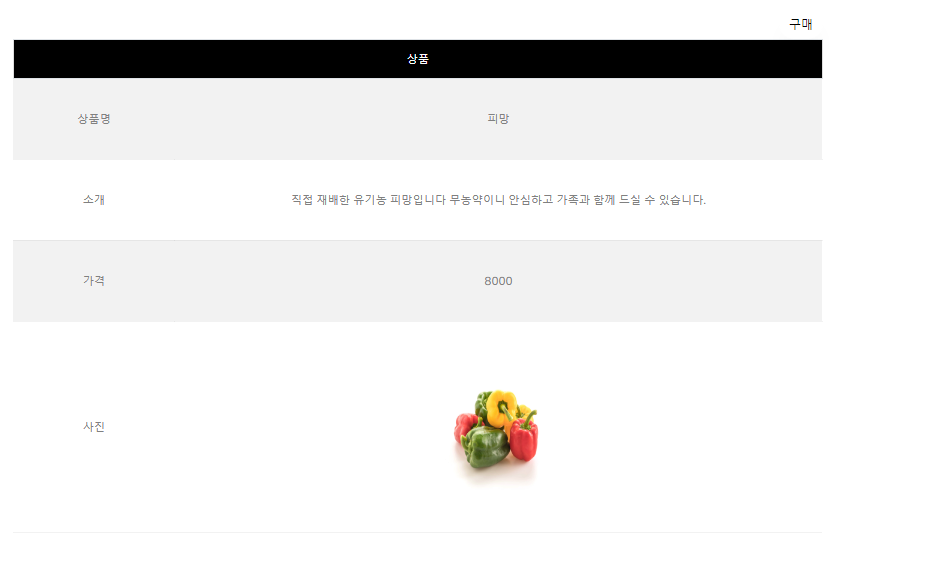 구매
상품
상품명 피망
소개 직접 재배한 유기농 피망입니다 무농약이니 안심하고 가족과 함께 드실 수 있습니다.
가격 8000
사진